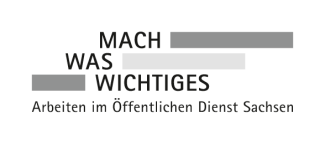 MACH
WAS
WICHTIGES
Arbeiten im Öffentlichen Dienst Sachsen